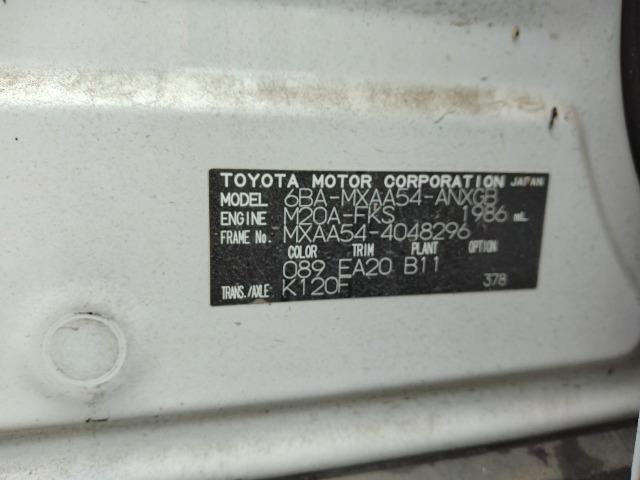 TOYOTA MOTOR CORPORATION JAPAN
MODEL 6BA-MXAA54-ANXGB
ENGINE M20A-FKS 1986 mL
FRAME No. MXAA54-4048296
COLOR TRIM PLANT OPTION
089 EA20 B11
TRANS./AXLE K120F 378